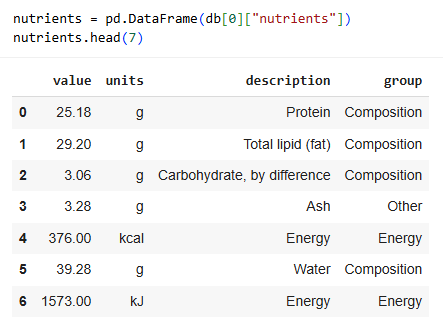 nutrients = pd.DataFrame(db[0]["nutrients"])
nutrients.head(7)
value units description group
0 25.18 g Protein Composition
1 29.20 g Total lipid (fat) Composition
2 3.06 g Carbohydrate, by difference Composition
3 3.28 g Ash Other
4 376.00 kcal Energy Energy
5 39.28 g Water Composition
6 1573.00 kJ Energy Energy